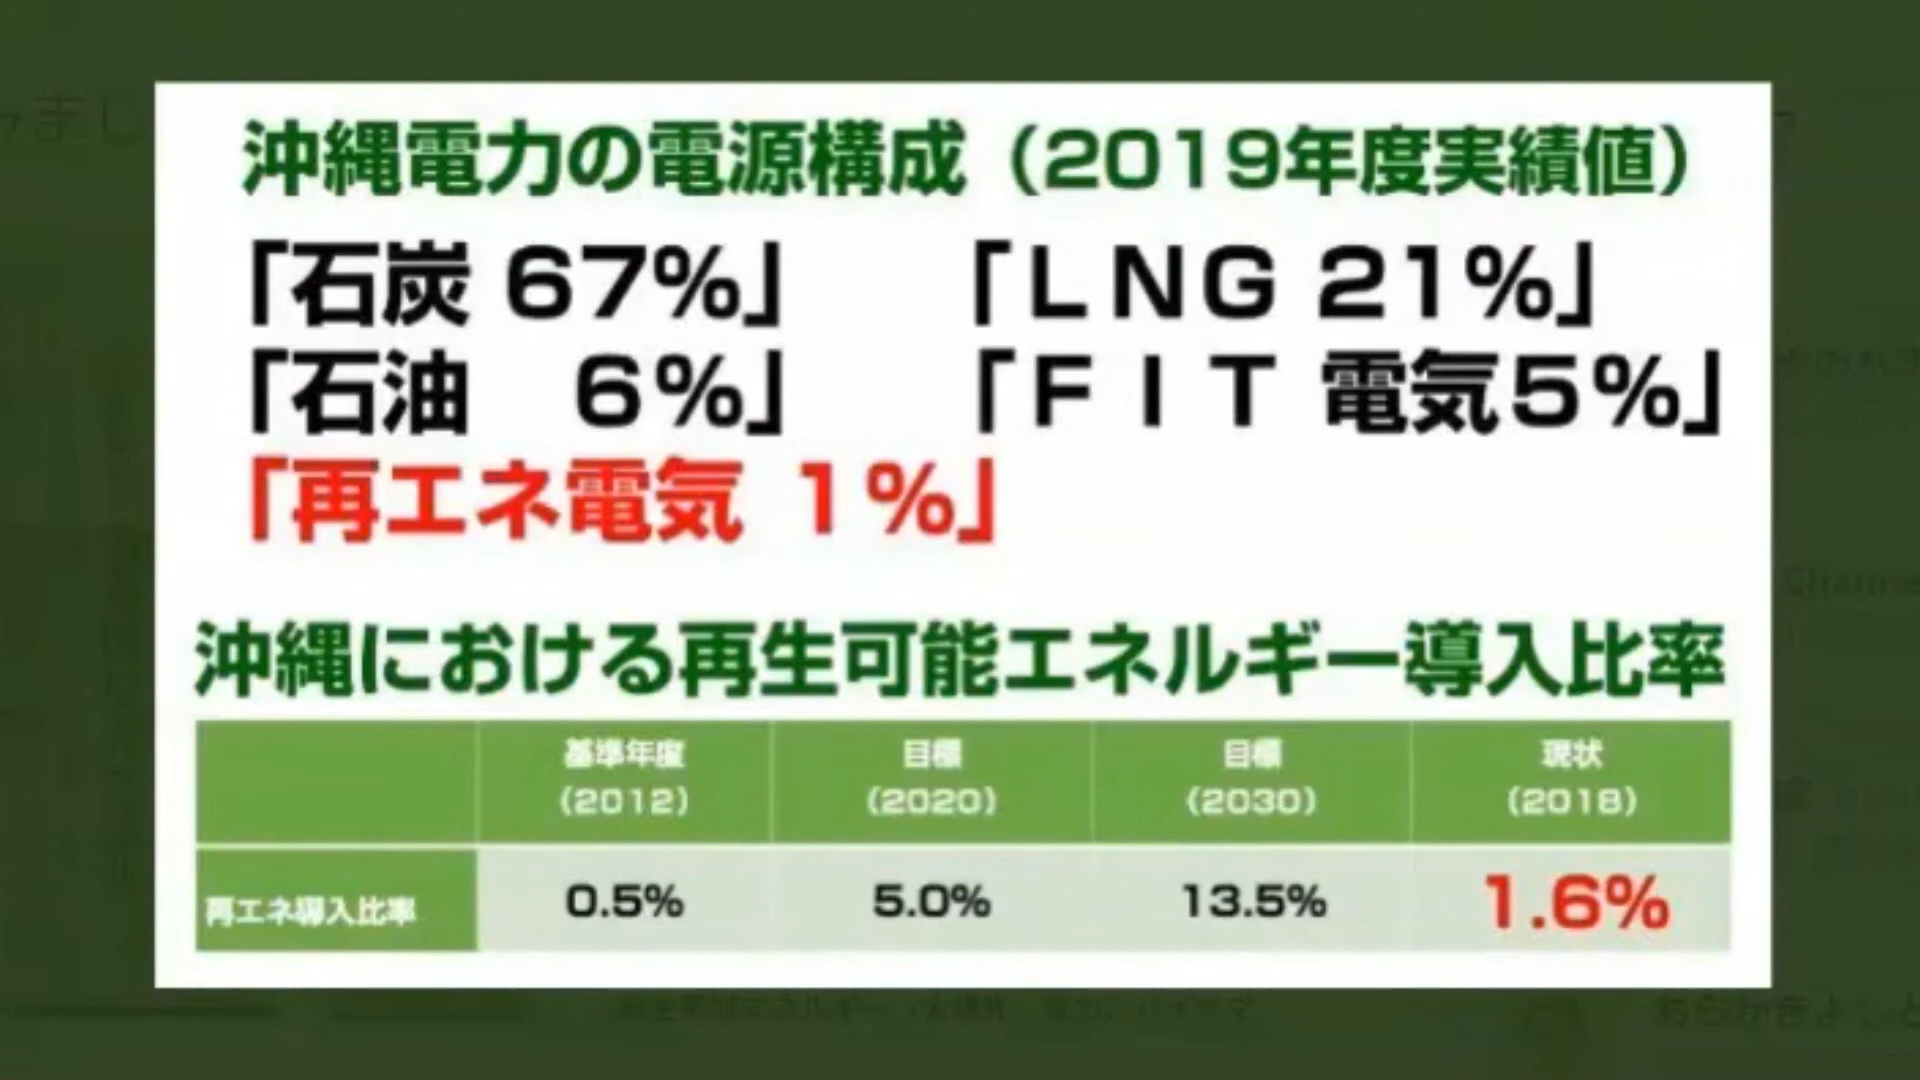 沖縄電力の電源構成（2019年度実績値）
「石炭 67%」 「ＬＮＧ 21%」
「石油　6%」 「ＦＩＴ 電気5%」
「再エネ電気 1%」
沖縄における再生可能エネルギー導入比率
基準年度 目標 目標 現状
（2012） （2020） （2030） （2018）
再エネ導入比率 0.5% 5.0% 13.5% 1.6%